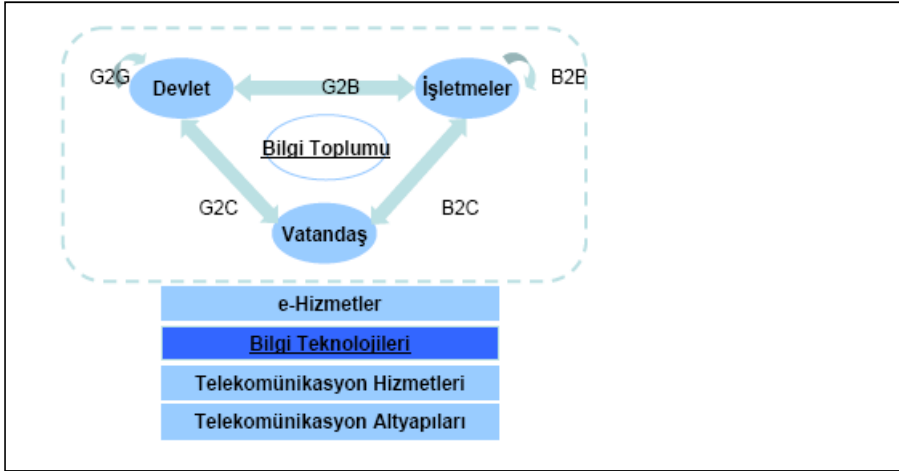 G2G
Devlet
G2B
İşletmeler
B2B
Bilgi Toplumu
G2C
B2C
Vatandaş
e-Hizmetler
Bilgi Teknolojileri
Telekomünikasyon Hizmetleri
Telekomünikasyon Altyapıları